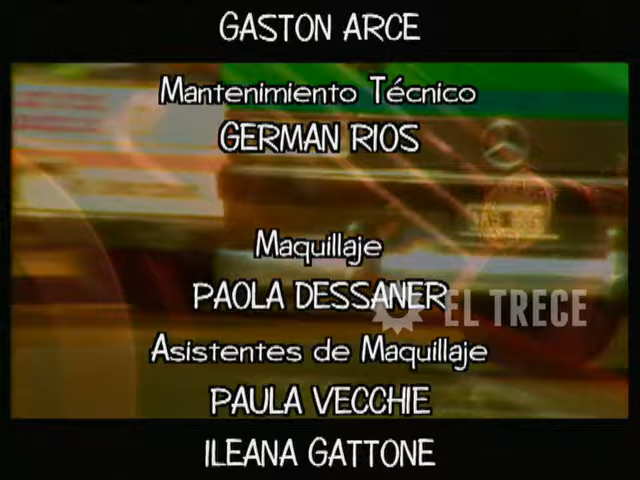 GASTON ARCE
Mantenimiento Técnico
GERMAN RIOS
Maquillaje
PAOLA DESSANER
EL TRECE
Asistentes de Maquillaje
PAULA VECCHIE
ILEANA GATTONE